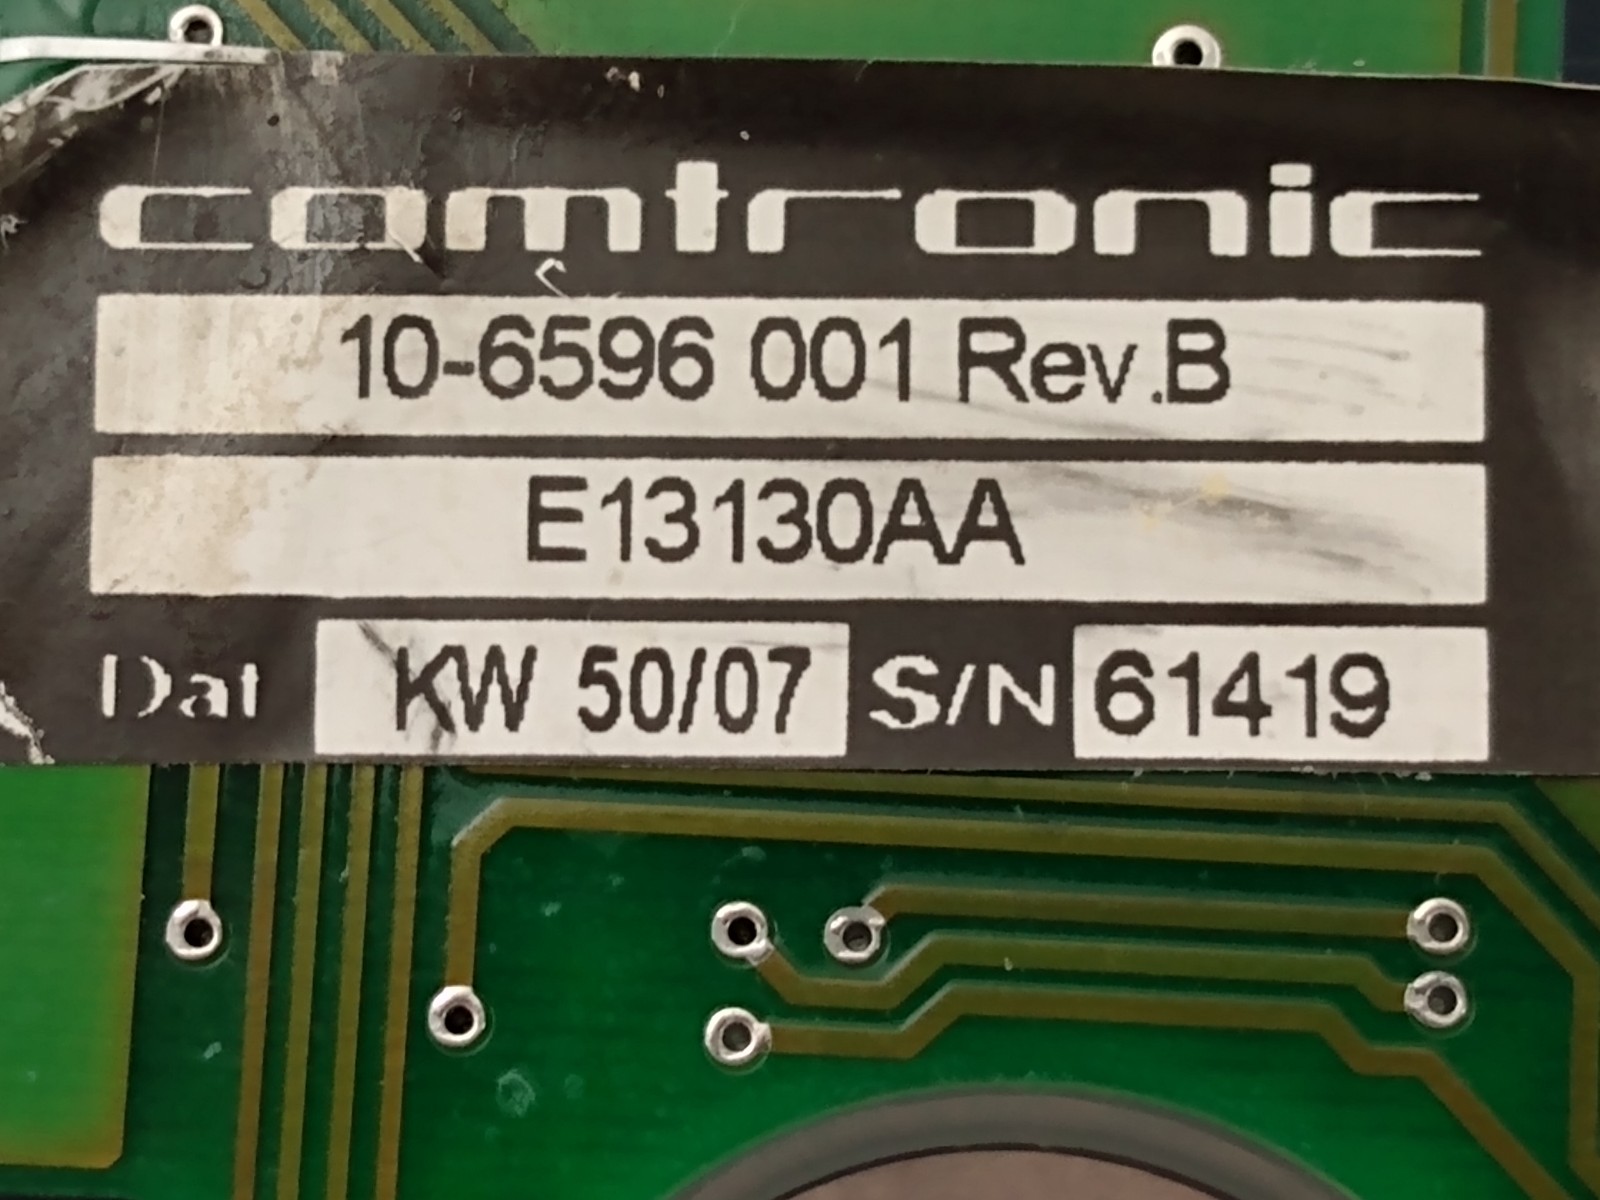 comtronic
10-6596 001 Rev.B
E13130AA
Dat KW 50/07 S/N 61419